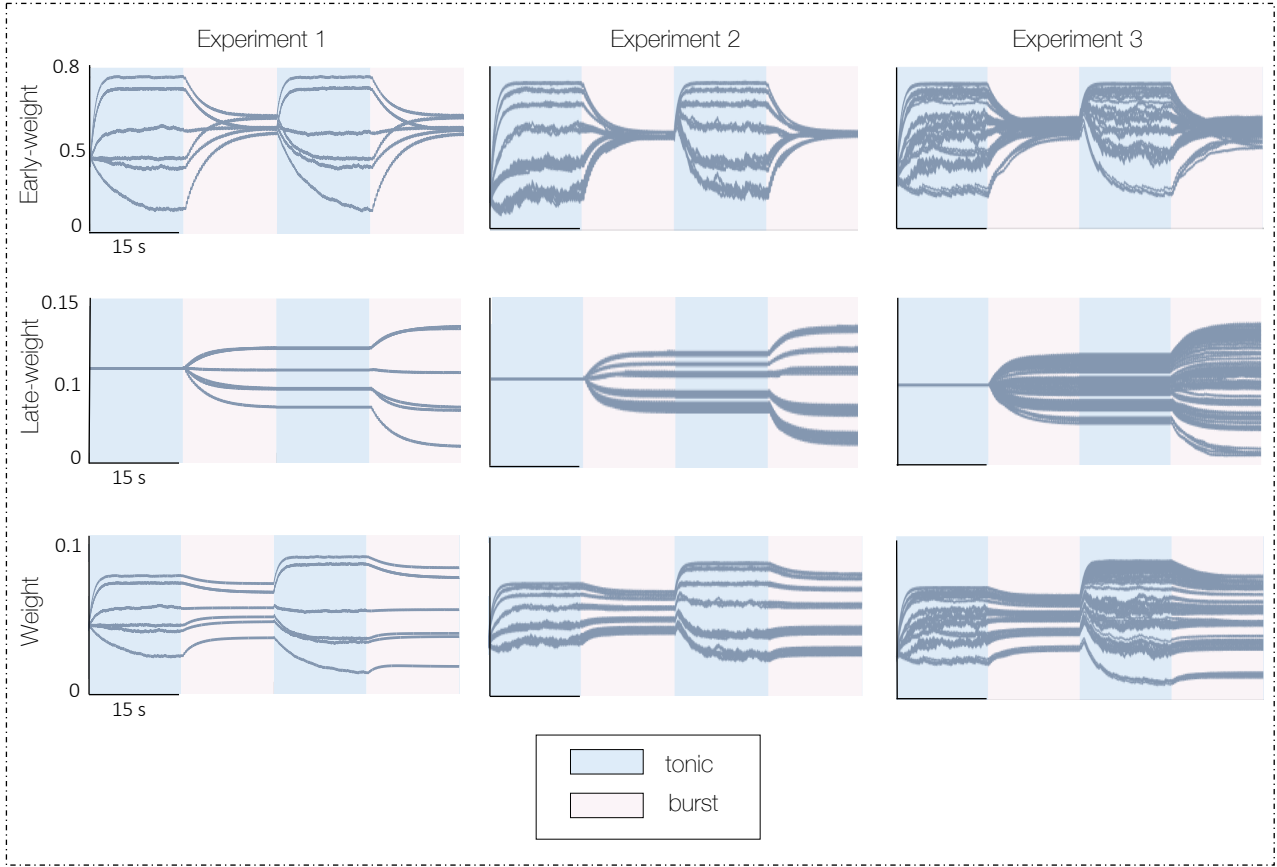 Experiment 1 Experiment 2 Experiment 3
Early-weight
0.8
0.5
0
15 s
Late-weight
0.15
0.1
0
15 s
Weight
0.1
0
15 s
tonic
burst